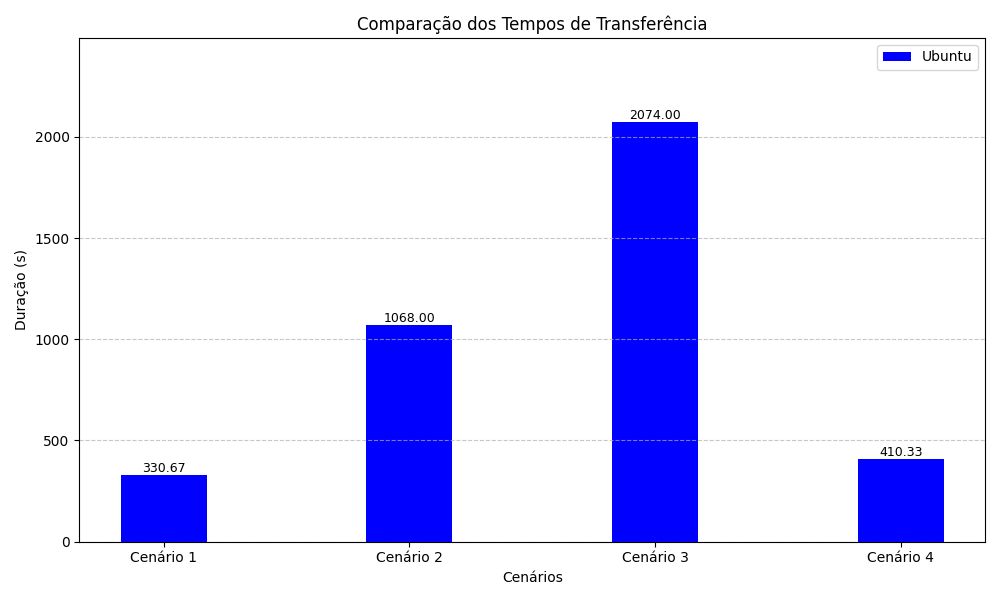 Comparação dos Tempos de Transferência
Ubuntu
Duração (s)
2000
1500
1000
500
0
330.67
1068.00
2074.00
410.33
Cenário 1
Cenário 2
Cenário 3
Cenário 4
Cenários